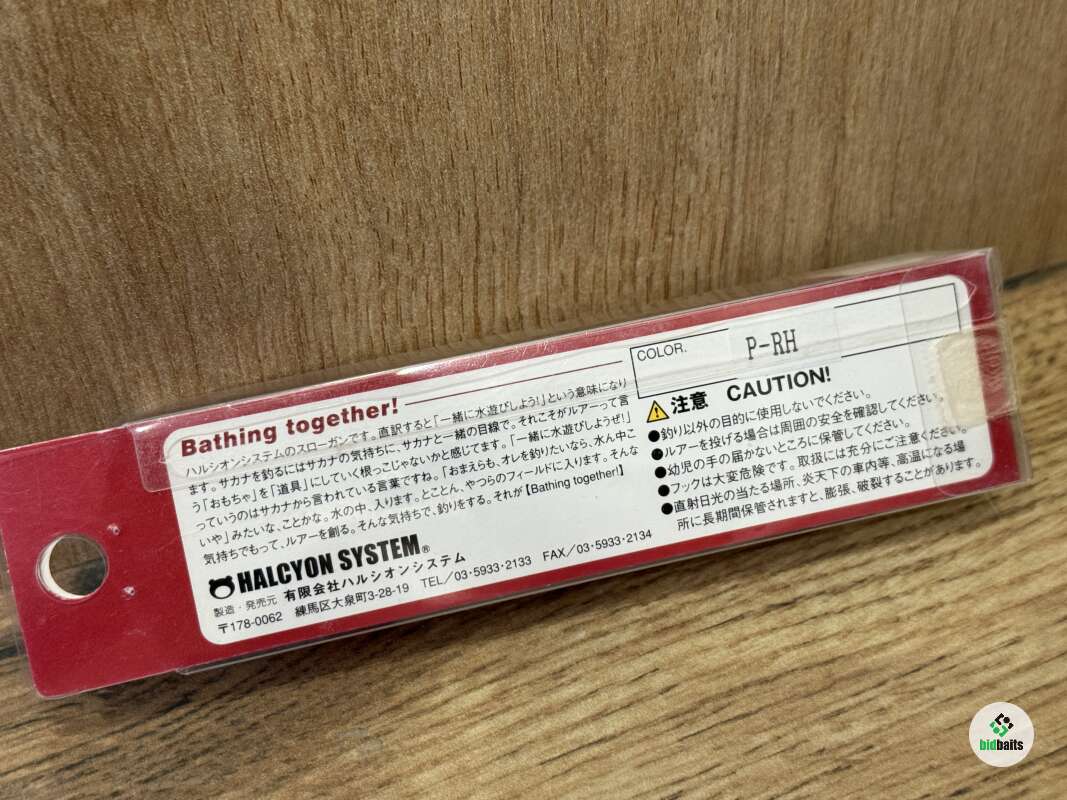 Bathing together!
ハルシオンシステムのスローガンです。直訳すると「一緒に水遊びしよう!」という意味になり
ます。サカナを釣るにはサカナの気持ちに、サカナと一緒の目線で。それこそがルアーって言
う「おもちゃ」を「道具」にしていく根っこじゃないかと感じてます。「一緒に水遊びしようぜ!」
っていうのはサカナから言われている言葉ですね。「おまえらも、オレを釣りたいなら、水ん中こ
いや」みたいな、ことかな。水の中、入ります。とことん、やつらのフィールドに入ります。そんな
気持ちでもって、ルアーを創る。そんな気持ちで、釣りをする。それが【Bathing together!】
HALCYON SYSTEM®
製造・発売元 有限会社ハルシオンシステム
〒178-0062 練馬区大泉町3-28-19 TEL/03-5933-2133 FAX/03-5933-2134
COLOR. P-RH
注意 CAUTION!
●釣り以外の目的に使用しないでください。
●ルアーを投げる場合は周囲の安全を確認してください。
●幼児の手の届かないところに保管してください。
●フックは大変危険です。取扱には充分にご注意ください。
●直射日光の当たる場所、炎天下の車内等、高温になる場
所に長期間保管されますと、膨張、破裂することがあります。
bidbaits